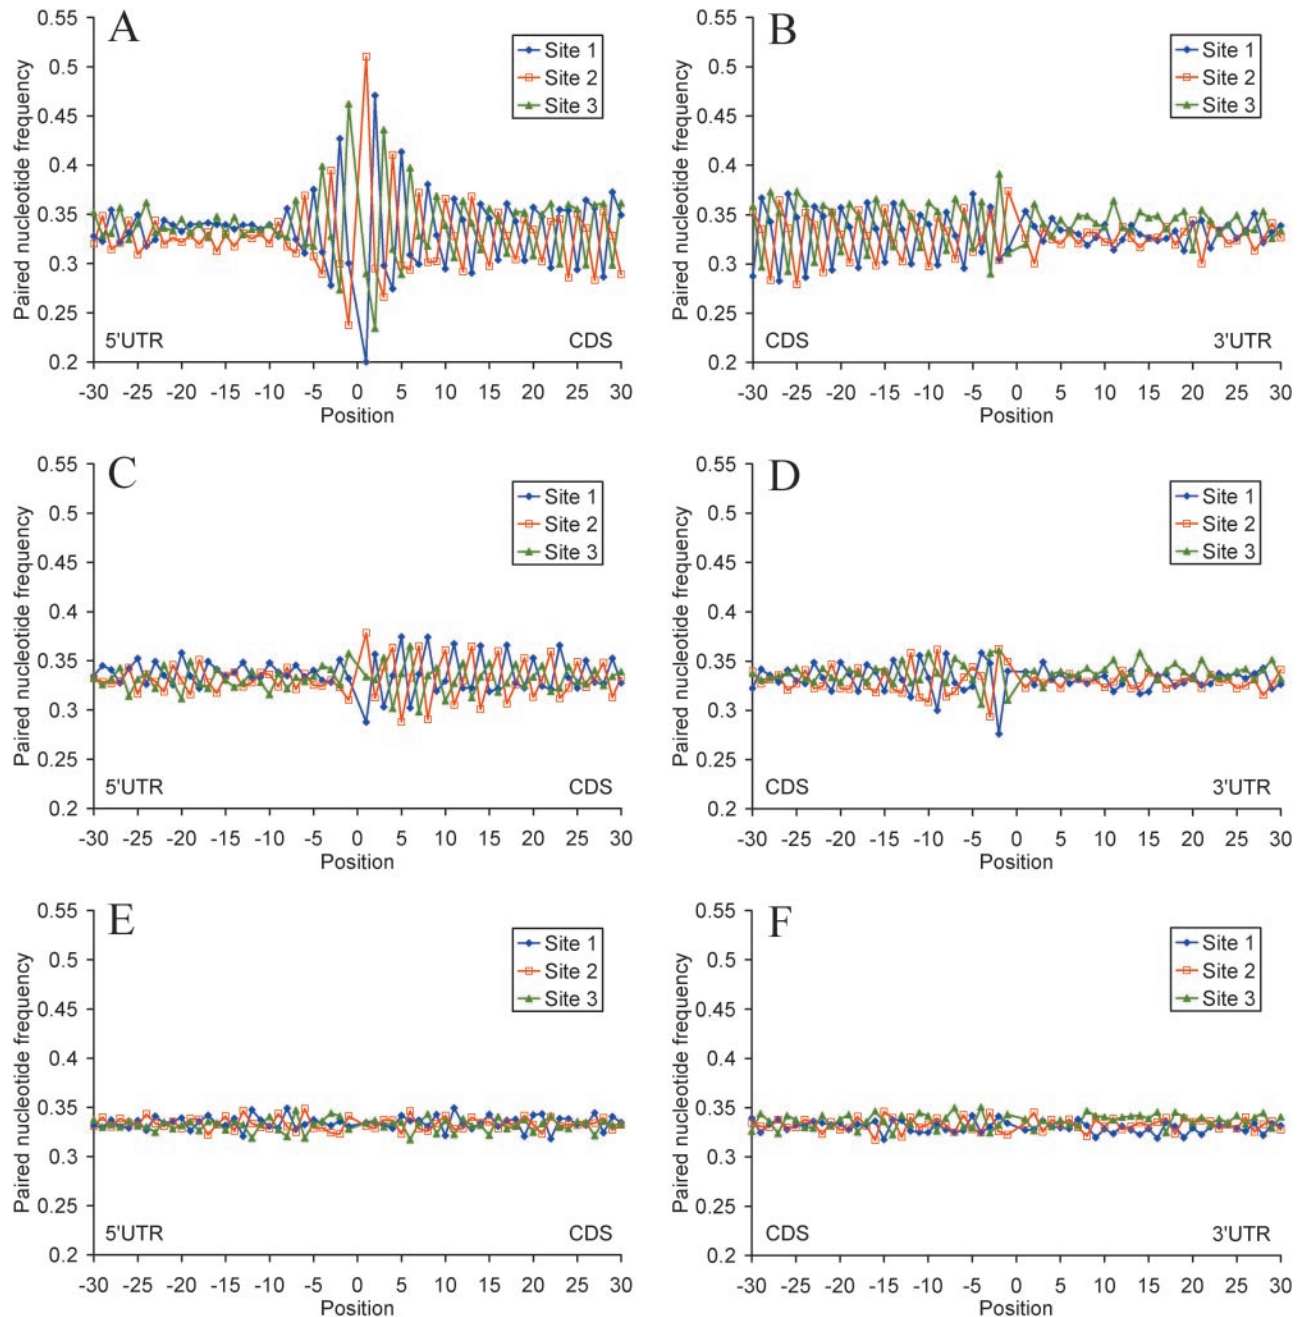 A
0.55
0.5
0.45
0.4
0.35
0.3
0.25
0.2
Paired nucleotide frequency
Site 1
Site 2
Site 3
5'UTR CDS
-30 -25 -20 -15 -10 -5 0 5 10 15 20 25 30
Position
B
0.55
0.5
0.45
0.4
0.35
0.3
0.25
0.2
Paired nucleotide frequency
Site 1
Site 2
Site 3
CDS 3'UTR
-30 -25 -20 -15 -10 -5 0 5 10 15 20 25 30
Position
C
0.55
0.5
0.45
0.4
0.35
0.3
0.25
0.2
Paired nucleotide frequency
Site 1
Site 2
Site 3
5'UTR CDS
-30 -25 -20 -15 -10 -5 0 5 10 15 20 25 30
Position
D
0.55
0.5
0.45
0.4
0.35
0.3
0.25
0.2
Paired nucleotide frequency
Site 1
Site 2
Site 3
CDS 3'UTR
-30 -25 -20 -15 -10 -5 0 5 10 15 20 25 30
Position
E
0.55
0.5
0.45
0.4
0.35
0.3
0.25
0.2
Paired nucleotide frequency
Site 1
Site 2
Site 3
5'UTR CDS
-30 -25 -20 -15 -10 -5 0 5 10 15 20 25 30
Position
F
0.55
0.5
0.45
0.4
0.35
0.3
0.25
0.2
Paired nucleotide frequency
Site 1
Site 2
Site 3
CDS 3'UTR
-30 -25 -20 -15 -10 -5 0 5 10 15 20 25 30
Position